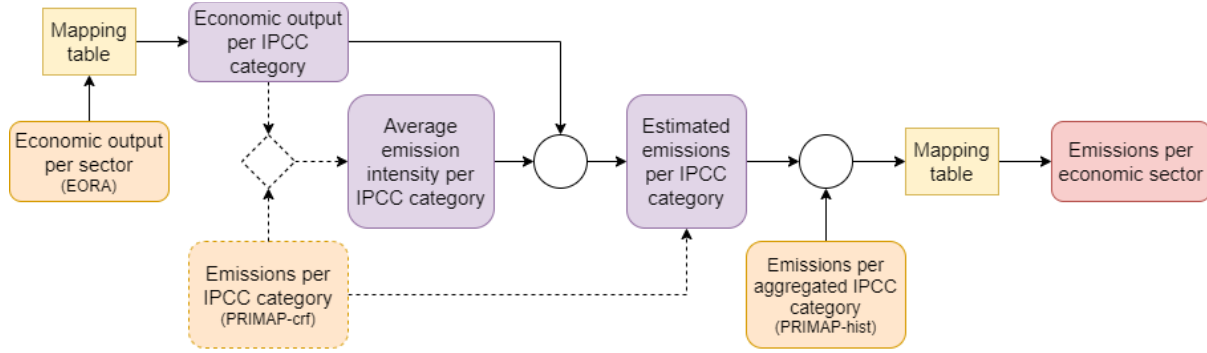 Mapping
table
Economic output
per IPCC
category
Economic output
per sector
(EORA)
Average
emission
intensity per
IPCC category
Estimated
emissions
per IPCC
category
Mapping
table
Emissions per
economic sector
Emissions per
IPCC category
(PRIMAP-crf)
Emissions per
aggregated IPCC
category
(PRIMAP-hist)